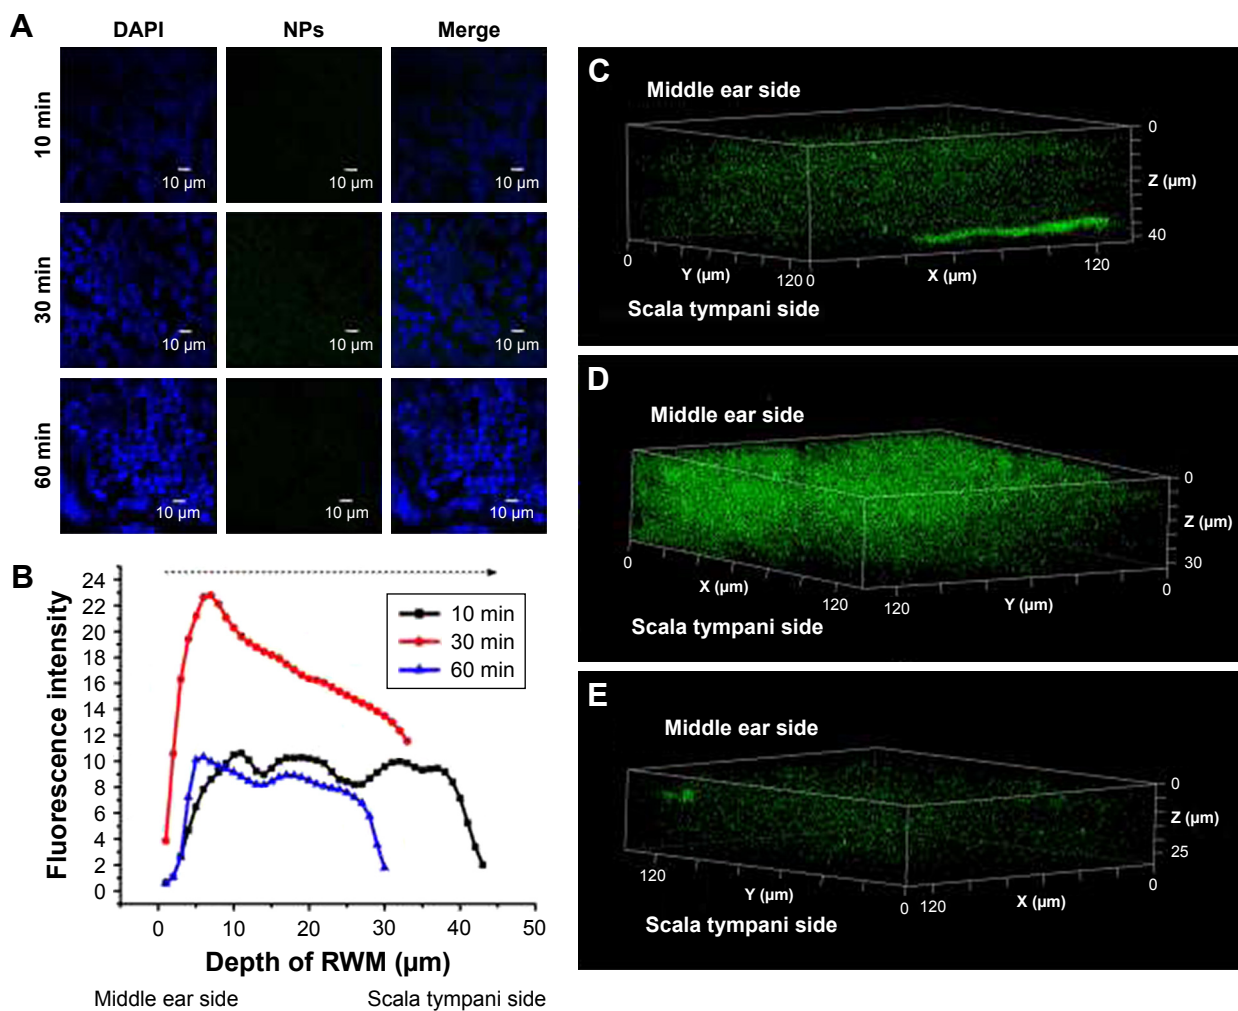 A
DAPI NPs Merge
10 min
10 µm 10 µm 10 µm
30 min
10 µm 10 µm 10 µm
60 min
10 µm 10 µm 10 µm
B
Fluorescence intensity
24
22
20
18
16
14
12
10
8
6
4
2
0
10 min
30 min
60 min
0 10 20 30 40 50
Depth of RWM (µm)
Middle ear side Scala tympani side
C
Middle ear side
0
Z (µm)
40
0 Y (µm) 120 0 X (µm) 120
Scala tympani side
D
Middle ear side
0
Z (µm)
30
0 X (µm) 120 120 Y (µm) 0
Scala tympani side
E
Middle ear side
0
Z (µm)
25
120 Y (µm) 0 120 X (µm) 0
Scala tympani side